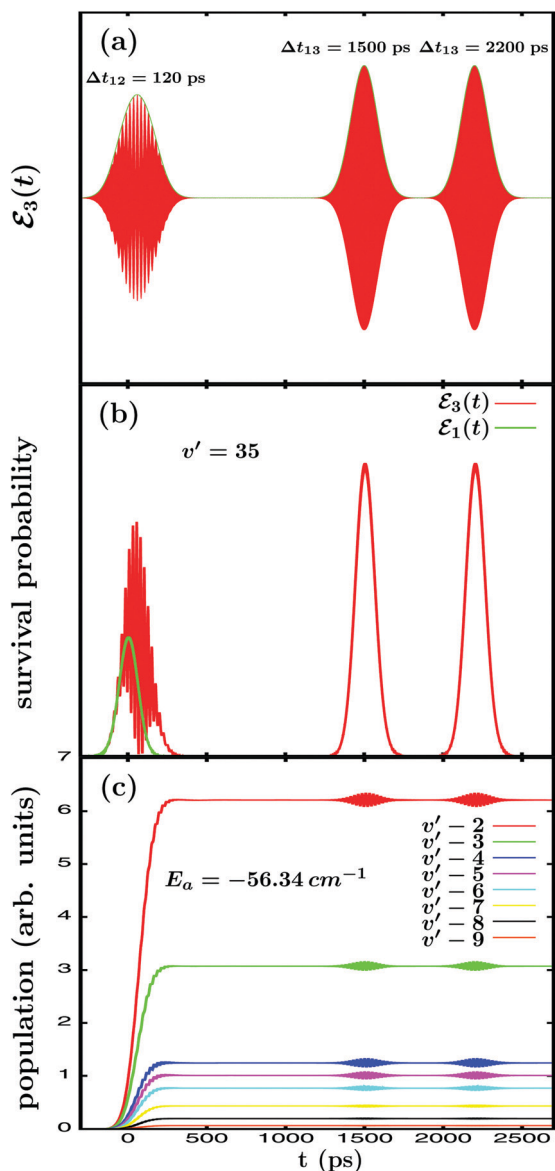 (a)
Δt₁₃ = 1500 ps Δt₁₃ = 2200 ps
Δt₁₂ = 120 ps
ℰ₃(t)
(b)
ℰ₃(t)
ℰ₁(t)
v′ = 35
survival probability
7
(c)
6
v′ − 2
v′ − 3
v′ − 4
v′ − 5
v′ − 6
v′ − 7
v′ − 8
v′ − 9
Eₐ = −56.34 cm⁻¹
5
4
3
2
1
0
population (arb. units)
0 500 1000 1500 2000 2500
t (ps)